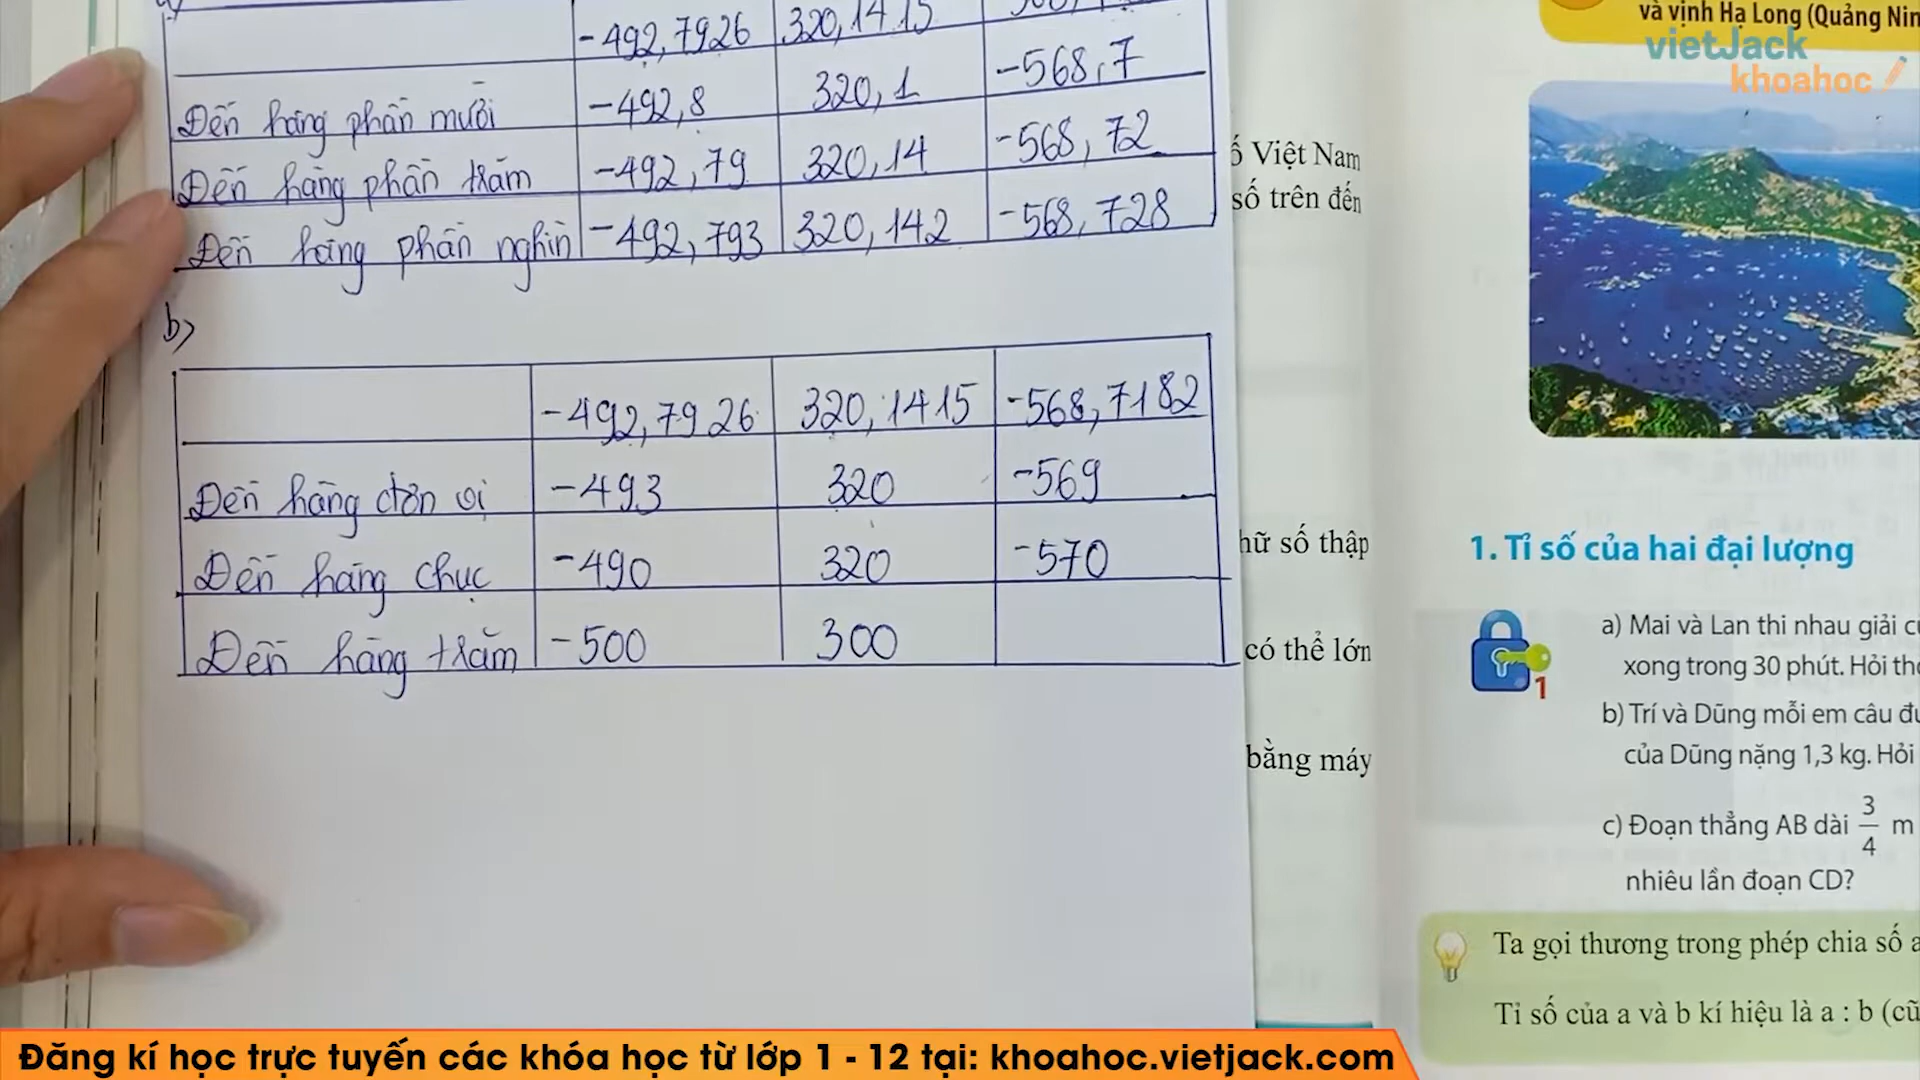 -492,7926 320,1415
Đến hàng phần mười -492,8 320,1 -568,7
Đến hàng phần trăm -492,79 320,14 -568,72
Đến hàng phần nghìn -492,793 320,142 -568,728
b)
-492,7926 320,1415 -568,7182
Đến hàng đơn vị -493 320 -569
Đến hàng chục -490 320 -570
Đến hàng trăm -500 300
Việt Nam
số trên đến
số thập
có thể lớn
bằng máy
và vịnh Hạ Long (Quảng Nin
vietJack
khoahoc
1. Tỉ số của hai đại lượng
1
a) Mai và Lan thi nhau giải
xong trong 30 phút. Hỏi
b) Trí và Dũng mỗi em câu
của Dũng nặng 1,3 kg. Hỏi
c) Đoạn thẳng AB dài 3/4 m
nhiêu lần đoạn CD?
Ta gọi thương trong phép chia số a
Tỉ số của a và b kí hiệu là a : b
Đăng kí học trực tuyến các khóa học từ lớp 1 - 12 tại: khoahoc.vietjack.com